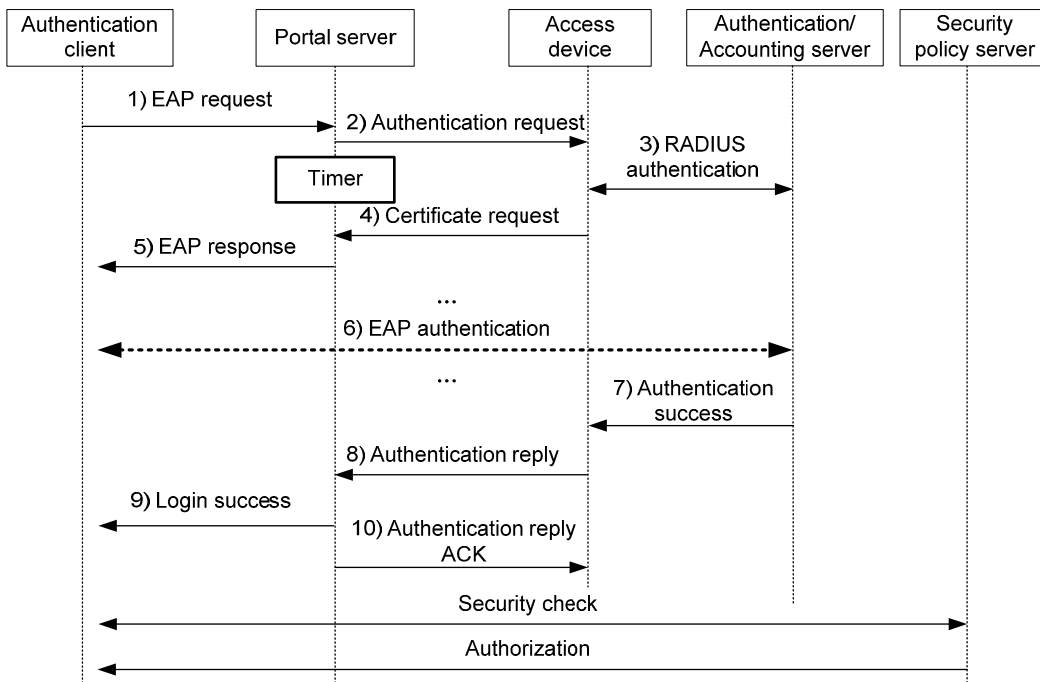 Authentication
client
Portal server
Access
device
Authentication/
Accounting server
Security
policy server
1) EAP request
2) Authentication request
3) RADIUS
authentication
Timer
4) Certificate request
5) EAP response
...
6) EAP authentication
...
7) Authentication
success
8) Authentication reply
9) Login success
10) Authentication reply
ACK
Security check
Authorization